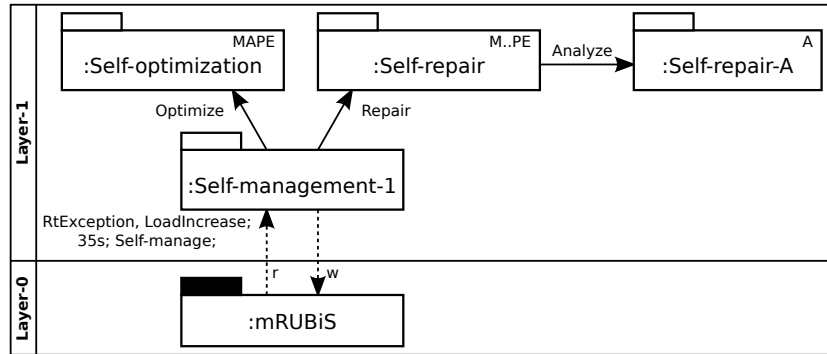 Layer-1
MAPE
:Self-optimization
M..PE
:Self-repair
Analyze
A
:Self-repair-A
Optimize
Repair
:Self-management-1
RtException, LoadIncrease;
35s; Self-manage;
r
w
Layer-0
:mRUBiS